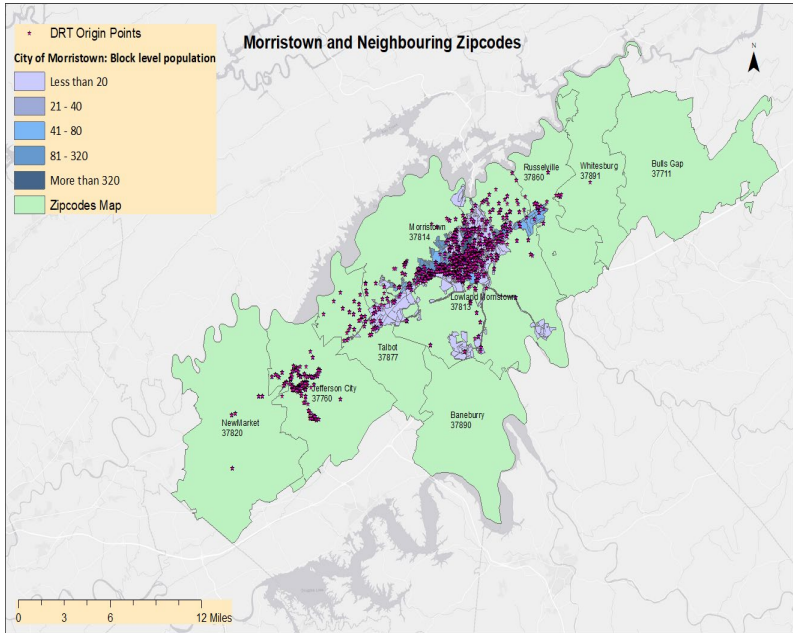 Morristown and Neighbouring Zipcodes
DRT Origin Points
City of Morristown: Block level population
Less than 20
21 - 40
41 - 80
81 - 320
More than 320
Zipcodes Map
N
Russelville
37860
Whitesburg
37891
Bulls Gap
37711
Morristown
37814
Lowland Morristown
37813
Talbot
37877
Jefferson City
37760
Baneburry
37890
NewMarket
37820
0 3 6 12 Miles